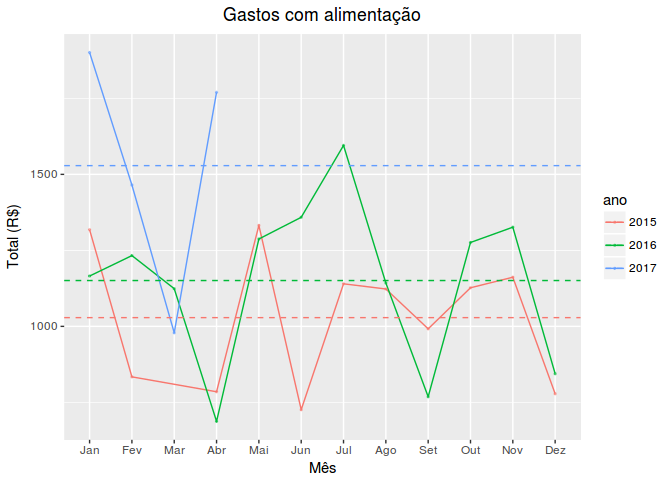 Gastos com alimentação
Total (R$)
1500
1000
Jan Fev Mar Abr Mai Jun Jul Ago Set Out Nov Dez
Mês
ano
2015
2016
2017